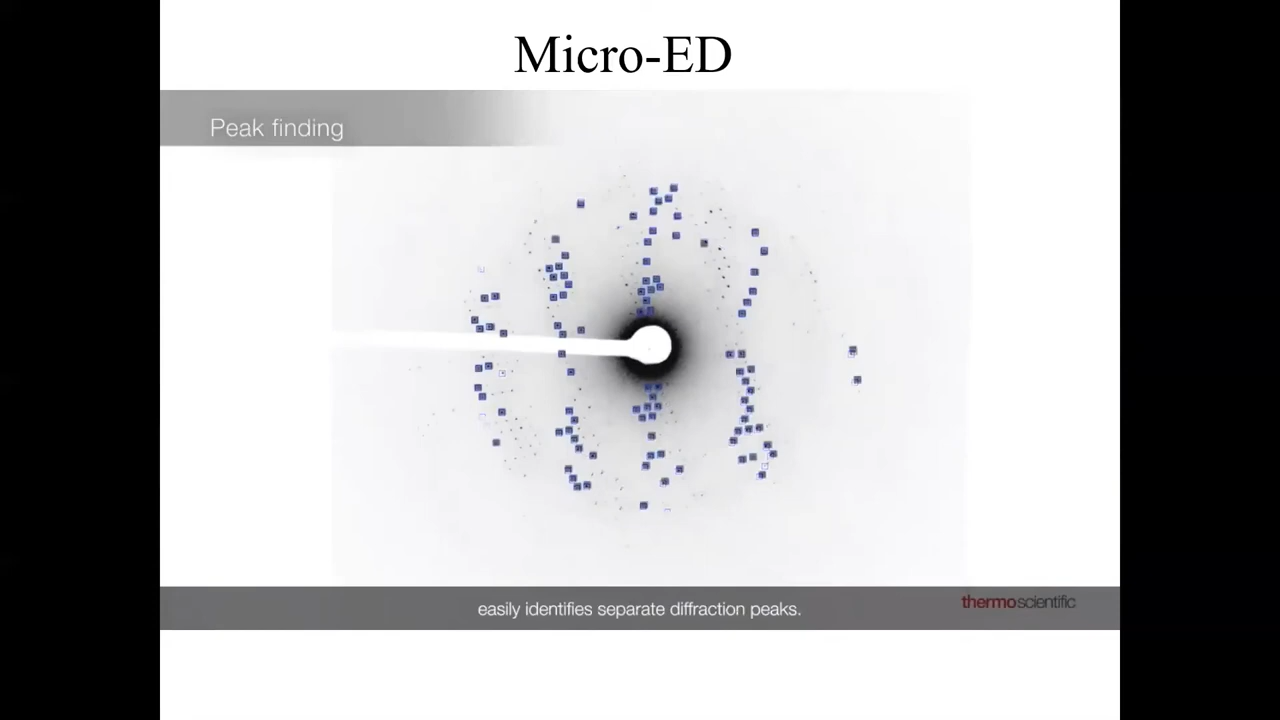 Micro-ED
Peak finding
easily identifies separate diffraction peaks.
thermoscientific